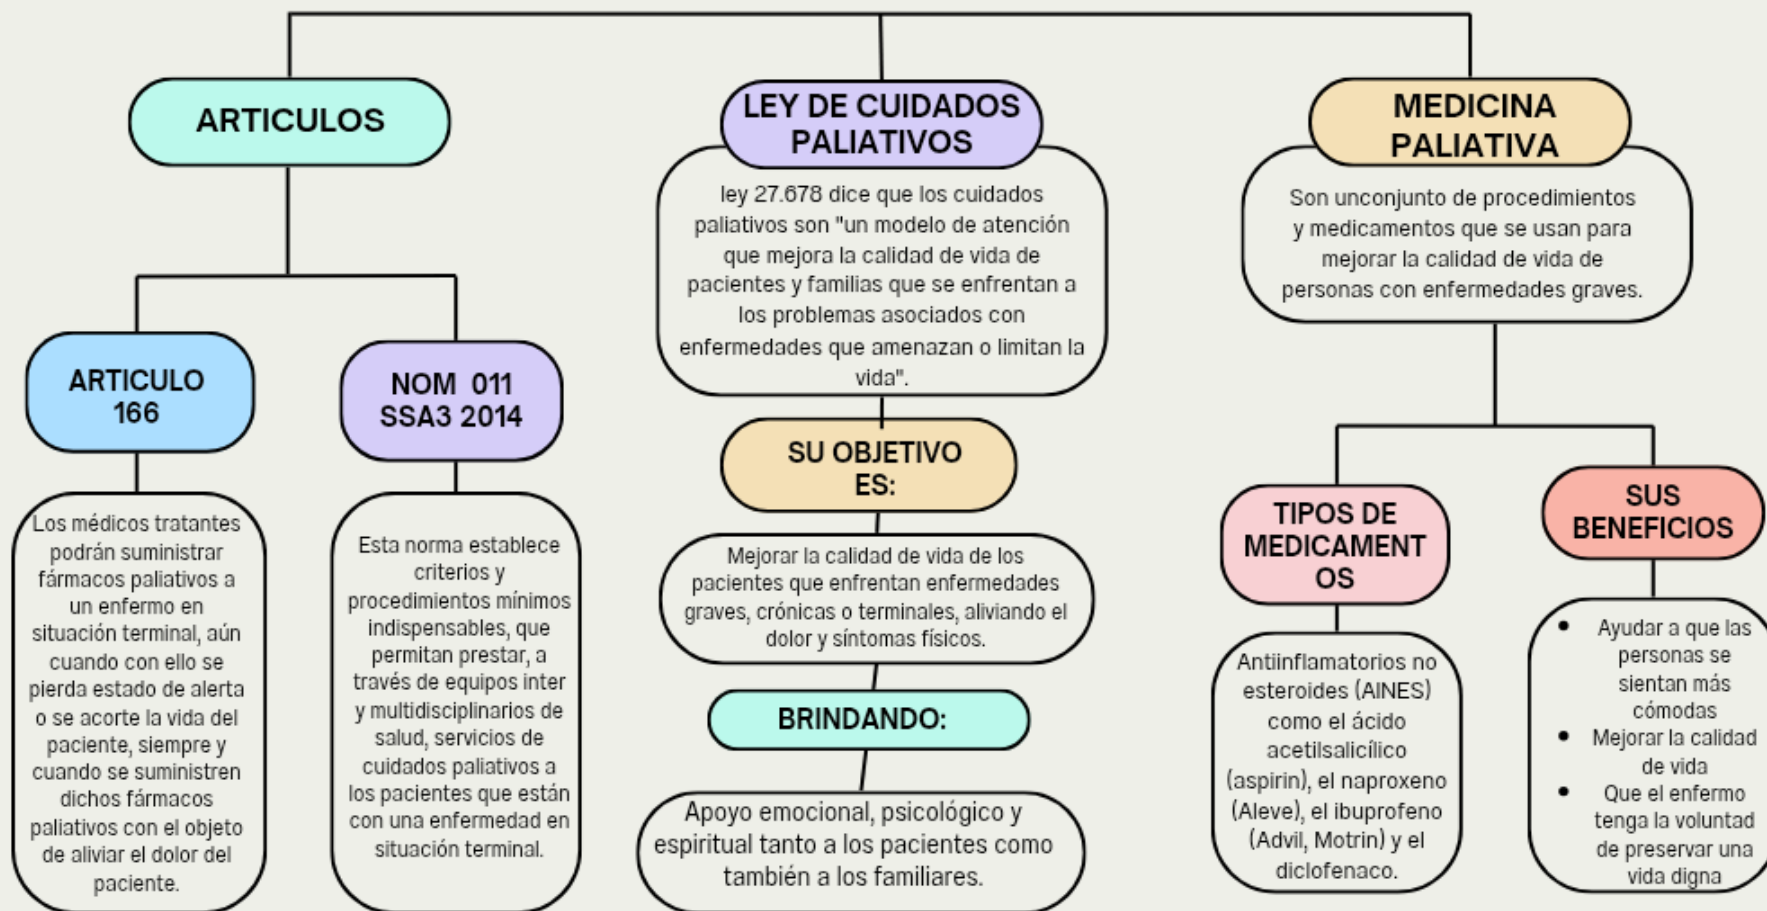 ARTICULOS
ARTICULO
166
Los médicos tratantes
podrán suministrar
fármacos paliativos a
un enfermo en
situación terminal, aún
cuando con ello se
pierda estado de alerta
o se acorte la vida del
paciente, siempre y
cuando se suministren
dichos fármacos
paliativos con el objeto
de aliviar el dolor del
paciente.
NOM 011
SSA3 2014
Esta norma establece
criterios y
procedimientos mínimos
indispensables, que
permitan prestar, a
través de equipos inter
y multidisciplinarios de
salud, servicios de
cuidados paliativos a
los pacientes que están
con una enfermedad en
situación terminal.
LEY DE CUIDADOS
PALIATIVOS
ley 27.678 dice que los cuidados
paliativos son "un modelo de atención
que mejora la calidad de vida de
pacientes y familias que se enfrentan a
los problemas asociados con
enfermedades que amenazan o limitan la
vida".
SU OBJETIVO
ES:
Mejorar la calidad de vida de los
pacientes que enfrentan enfermedades
graves, crónicas o terminales, aliviando el
dolor y síntomas físicos.
BRINDANDO:
Apoyo emocional, psicológico y
espiritual tanto a los pacientes como
también a los familiares.
MEDICINA
PALIATIVA
Son unconjunto de procedimientos
y medicamentos que se usan para
mejorar la calidad de vida de
personas con enfermedades graves.
TIPOS DE
MEDICAMENT
OS
Antiinflamatorios no
esteroides (AINES)
como el ácido
acetilsalicílico
(aspirin), el naproxeno
(Aleve), el ibuprofeno
(Advil, Motrin) y el
diclofenaco.
SUS
BENEFICIOS
• Ayudar a que las
personas se
sientan más
cómodas
• Mejorar la calidad
de vida
• Que el enfermo
tenga la voluntad
de preservar una
vida digna